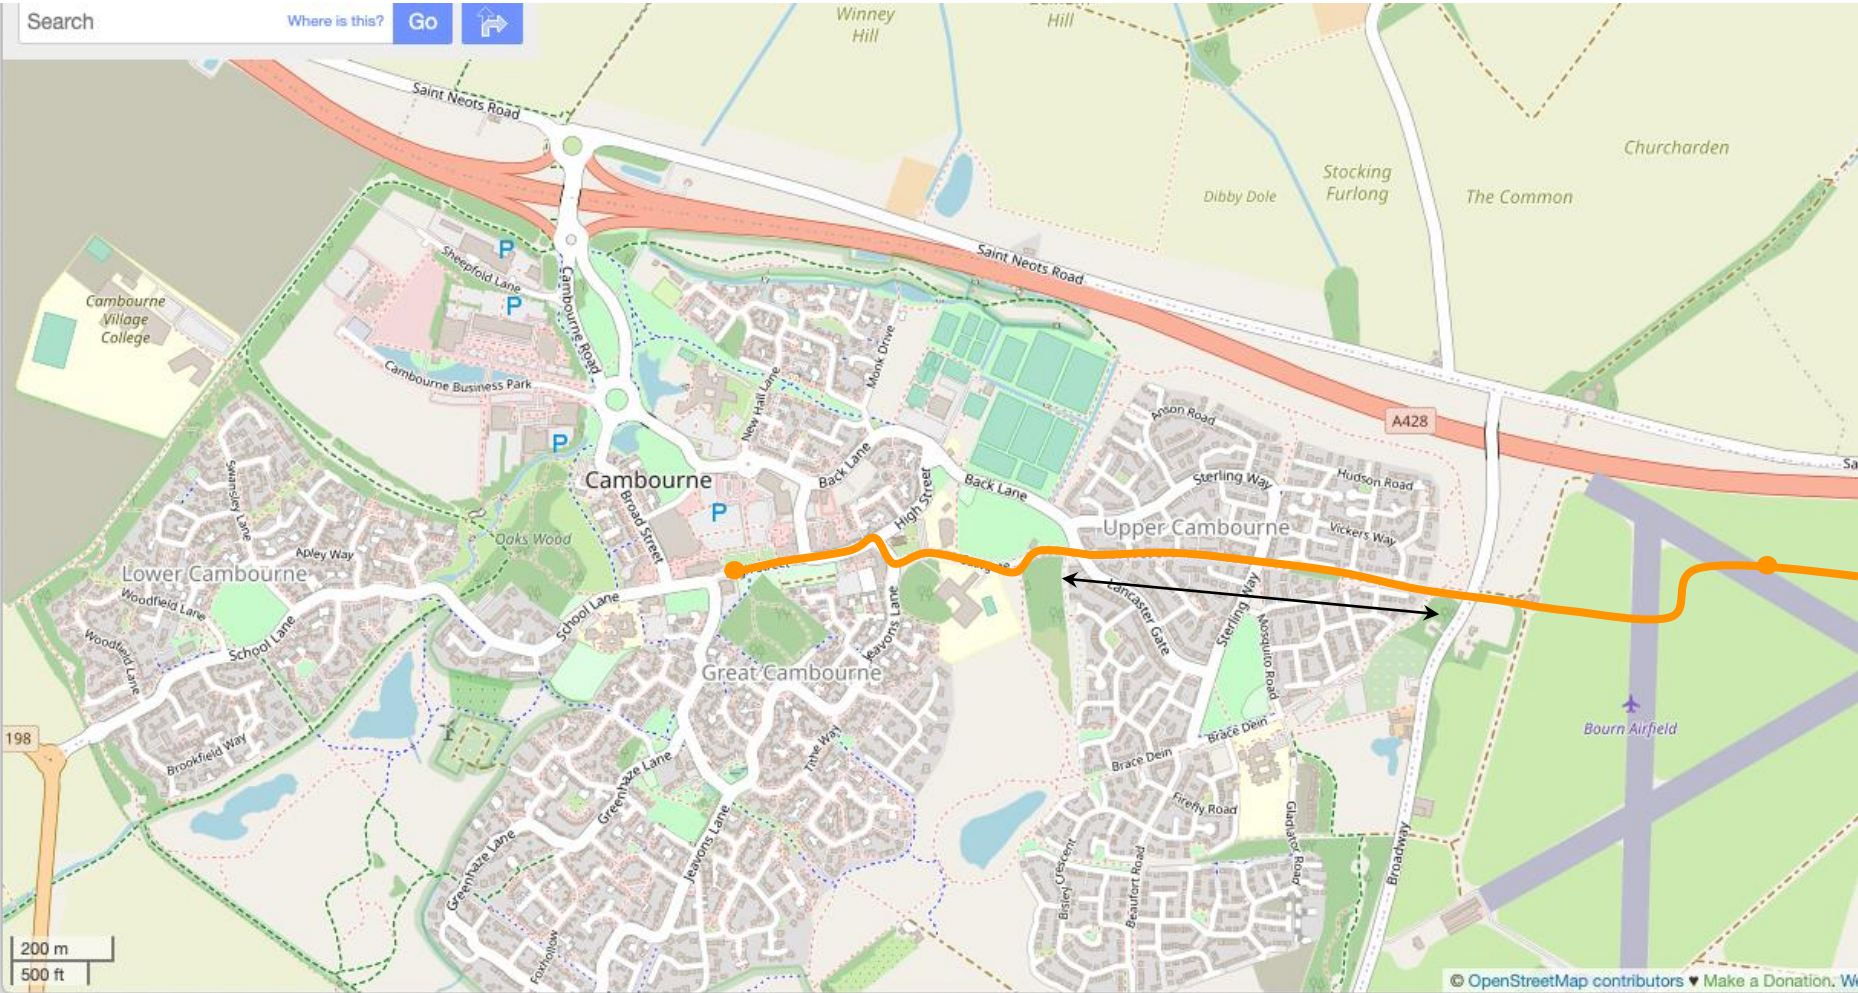 Search
Where is this?
Go
Winney
Hill
Hill
Saint Neots Road
Churcharden
Stocking
Furlong
Dibby Dole
The Common
Saint Neots Road
Sheepfold Lane
P
P
Cambourne Road
Cambourne
Village
College
Monk Drive
New Hall Lane
Cambourne Business Park
Anson Road
A428
P
Back Lane
Cambourne
Swansley Lane
Broad Street
P
High Street
Back Lane
Sterling Way
Hudson Road
Upper Cambourne
Vickers Way
Oaks Wood
Apley Way
Lower Cambourne
Woodfield Lane
School Lane
Lancaster Gate
Sterling Way
Mosquito Road
Jeavons Lane
School Lane
Woodfield Lane
Great Cambourne
Bourn Airfield
198
Brookfield Way
Tithe Way
Greenhaze Lane
Brace Dein
Brace Dein
Firefly Road
Gladiator Road
Greenhaze Lane
Jeavons Lane
Bisley Crescent
Beaufort Road
Broadway
Foxhollow
200 m
500 ft
© OpenStreetMap contributors ♥ Make a Donation.